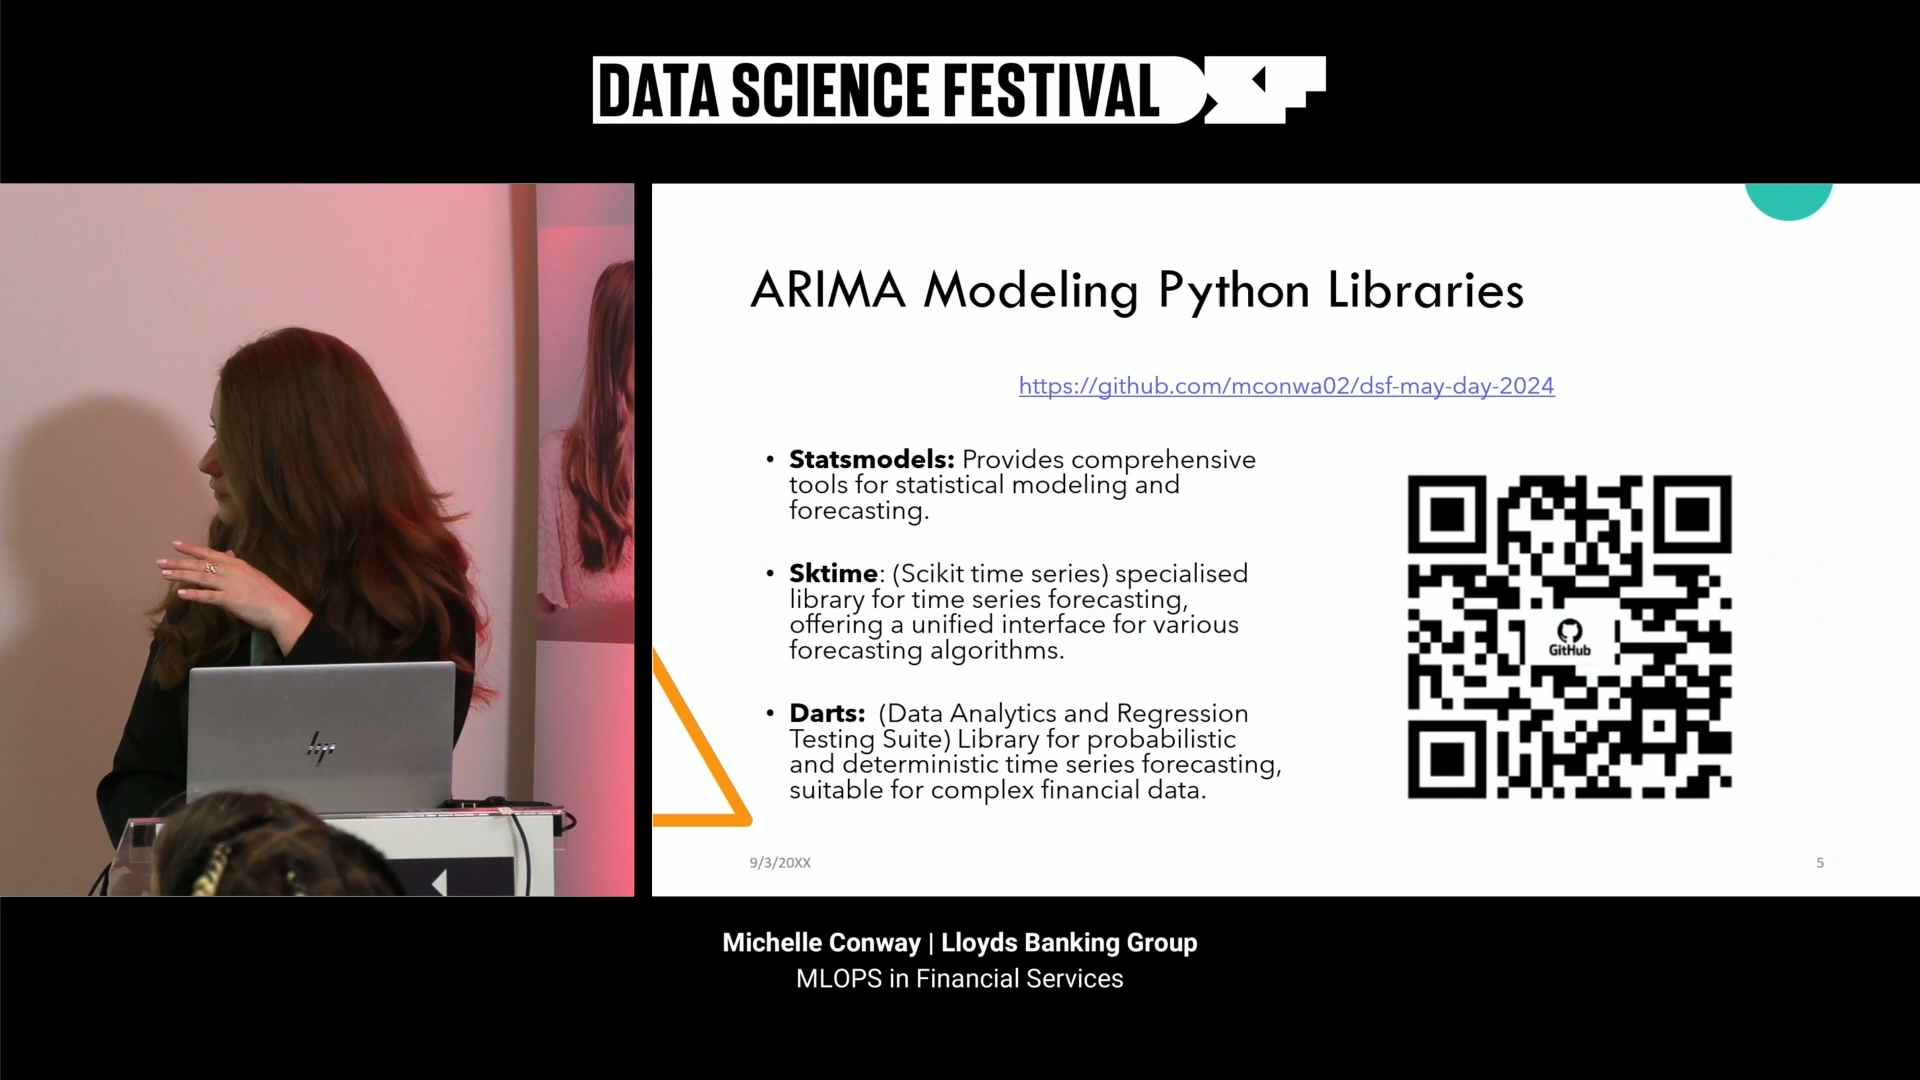 DATA SCIENCE FESTIVAL
ARIMA Modeling Python Libraries
https://github.com/mconwa02/dsf-may-day-2024
• Statsmodels: Provides comprehensive
tools for statistical modeling and
forecasting.
• Sktime: (Scikit time series) specialised
library for time series forecasting,
offering a unified interface for various
forecasting algorithms.
• Darts: (Data Analytics and Regression
Testing Suite) Library for probabilistic
and deterministic time series forecasting,
suitable for complex financial data.
GitHub
hp
9/3/20XX
5
Michelle Conway | Lloyds Banking Group
MLOPS in Financial Services